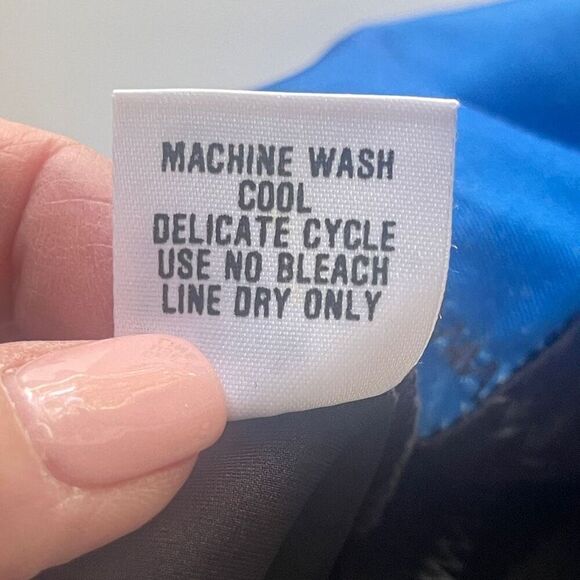 MACHINE WASH
COOL
DELICATE CYCLE
USE NO BLEACH
LINE DRY ONLY